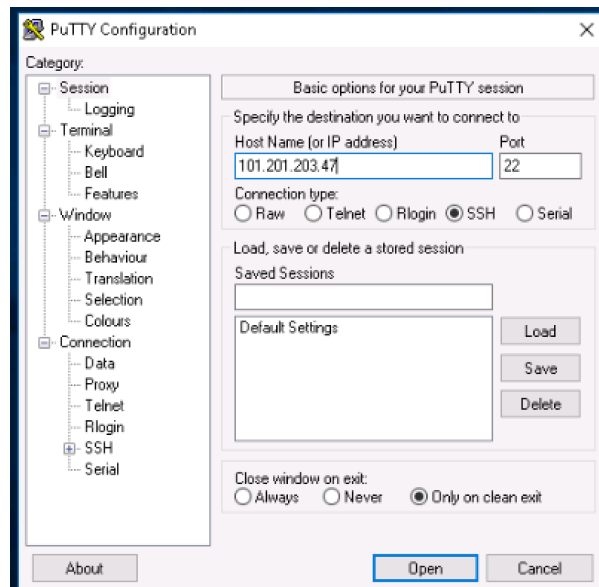 PuTTY Configuration
Category:
Session
Logging
Terminal
Keyboard
Bell
Features
Window
Appearance
Behaviour
Translation
Selection
Colours
Connection
Data
Proxy
Telnet
Rlogin
SSH
Serial
Basic options for your PuTTY session
Specify the destination you want to connect to
Host Name (or IP address) Port
101.201.203.47 22
Connection type:
Raw Telnet Rlogin SSH Serial
Load, save or delete a stored session
Saved Sessions
Default Settings
Load
Save
Delete
Close window on exit:
Always Never Only on clean exit
About Open Cancel